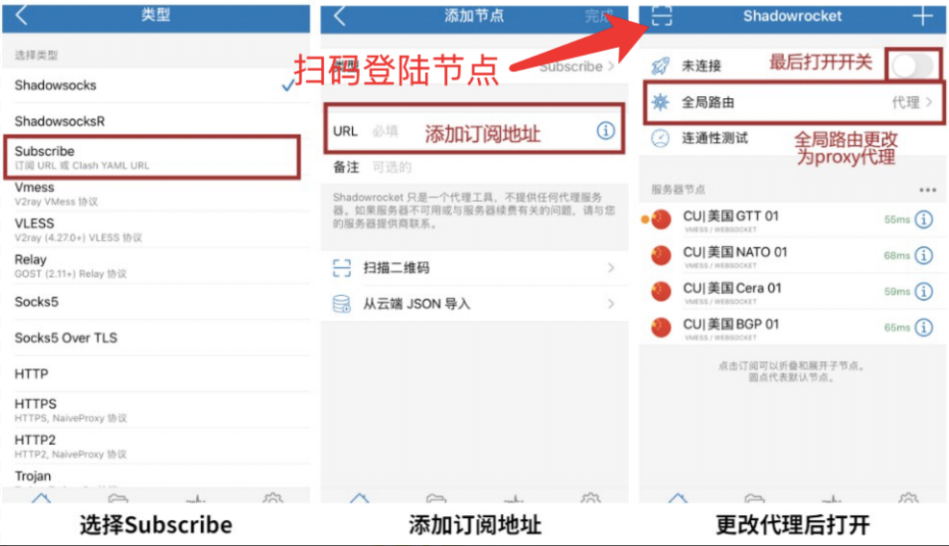 类型
选择类型
Shadowsocks
ShadowsocksR
Subscribe
订阅 URL 或 Clash YAML URL
Vmess
V2ray VMess 协议
VLESS
V2ray (4.27.0+) VLESS 协议
Relay
GOST (2.11+) Relay 协议
Socks5
Socks5 Over TLS
HTTP
HTTPS
HTTPS, NaiveProxy 协议
HTTP2
HTTP2, NaiveProxy 协议
Trojan
选择Subscribe
添加节点
完成
扫码登陆节点
类型
Subscribe
URL 必填
添加订阅地址
备注 可选的
Shadowrocket 只是一个代理工具，不提供任何代理服务
器。如果服务器不可用或与服务器续费有关的问题，请与您
的服务器提供商联系。
扫描二维码
从云端 JSON 导入
添加订阅地址
Shadowrocket
未连接
最后打开开关
全局路由
代理
连通性测试
全局路由更改
为proxy代理
服务器节点
CU| 美国 GTT 01
55ms
VMESS / WEBSOCKET
CU| 美国 NATO 01
68ms
VMESS / WEBSOCKET
CU| 美国 Cera 01
59ms
VMESS / WEBSOCKET
CU| 美国 BGP 01
65ms
VMESS / WEBSOCKET
点击订阅可以折叠和展开子节点。
圆点代表默认节点。
更改代理后打开